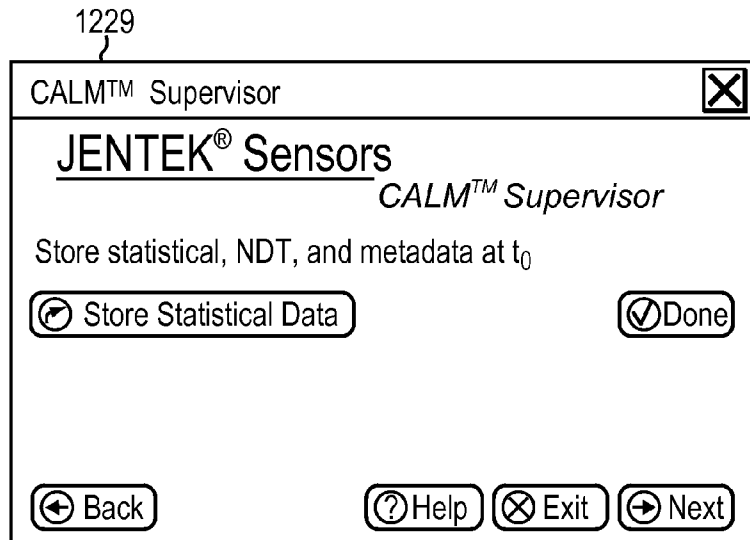 1229
CALM™ Supervisor
JENTEK® Sensors
CALM™ Supervisor
Store statistical, NDT, and metadata at t₀
Store Statistical Data Done
Back Help Exit Next